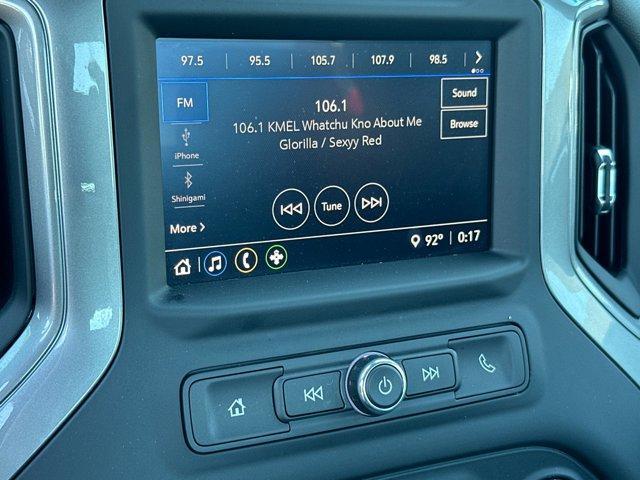 97.5 95.5 105.7 107.9 98.5
FM
106.1
106.1 KMEL Whatchu Kno About Me
Glorilla / Sexyy Red
Sound
Browse
iPhone
Shinigami
More
Tune
92° 0:17